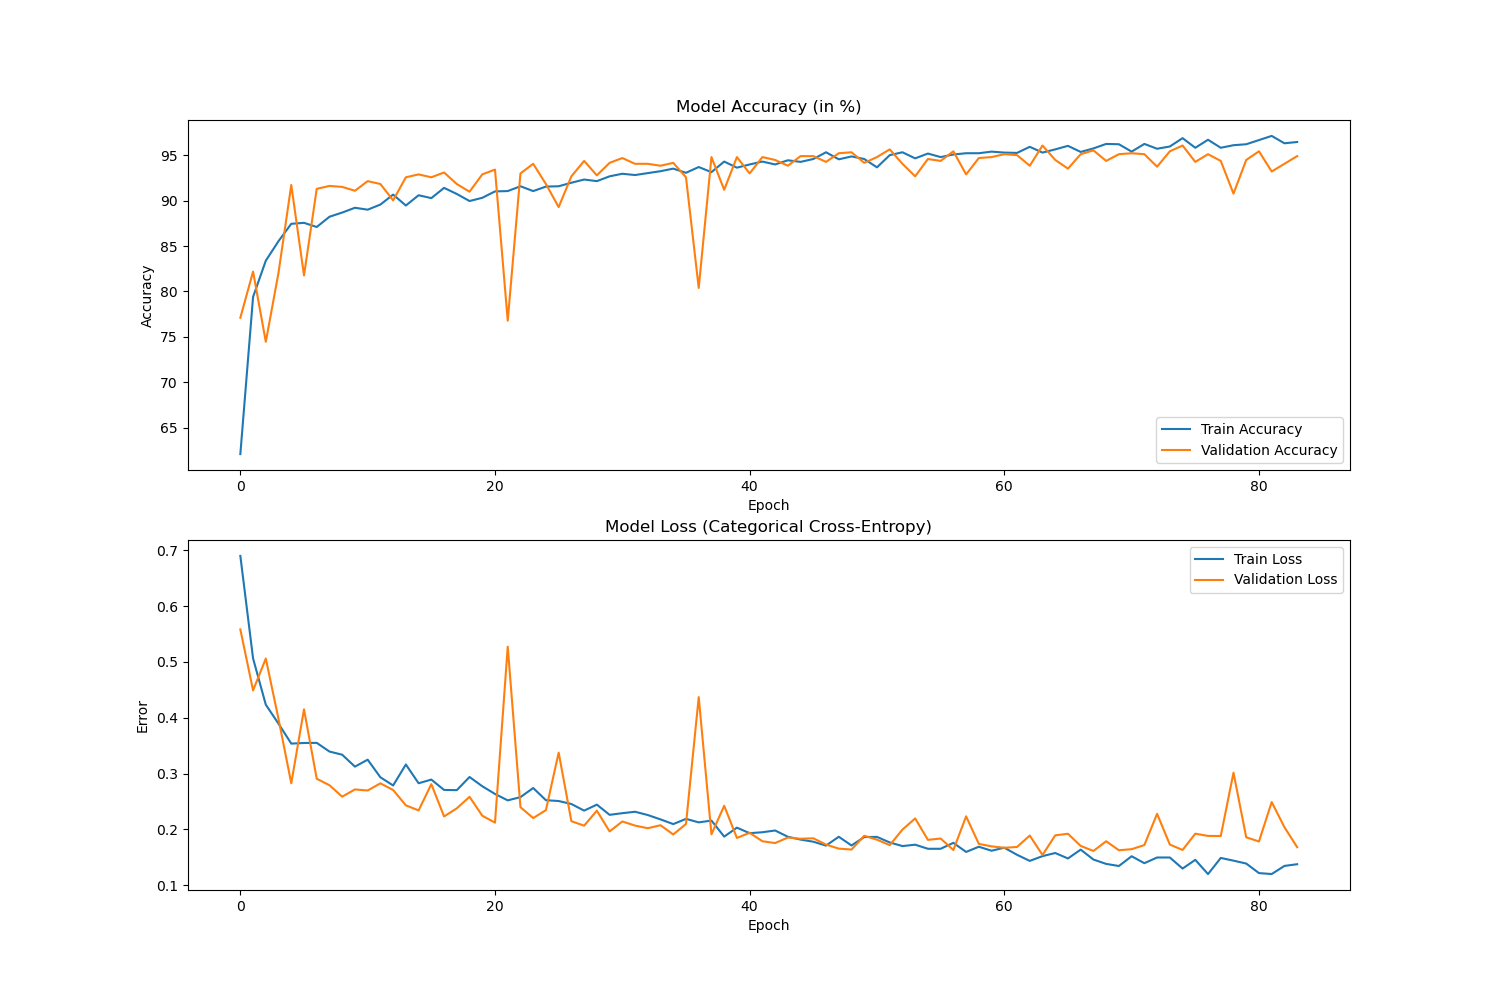 Model Accuracy (in %)
95
90
85
80
75
70
65
Accuracy
Train Accuracy
Validation Accuracy
0 20 40 60 80
Epoch
Model Loss (Categorical Cross-Entropy)
0.7
0.6
0.5
0.4
0.3
0.2
0.1
Error
Train Loss
Validation Loss
0 20 40 60 80
Epoch